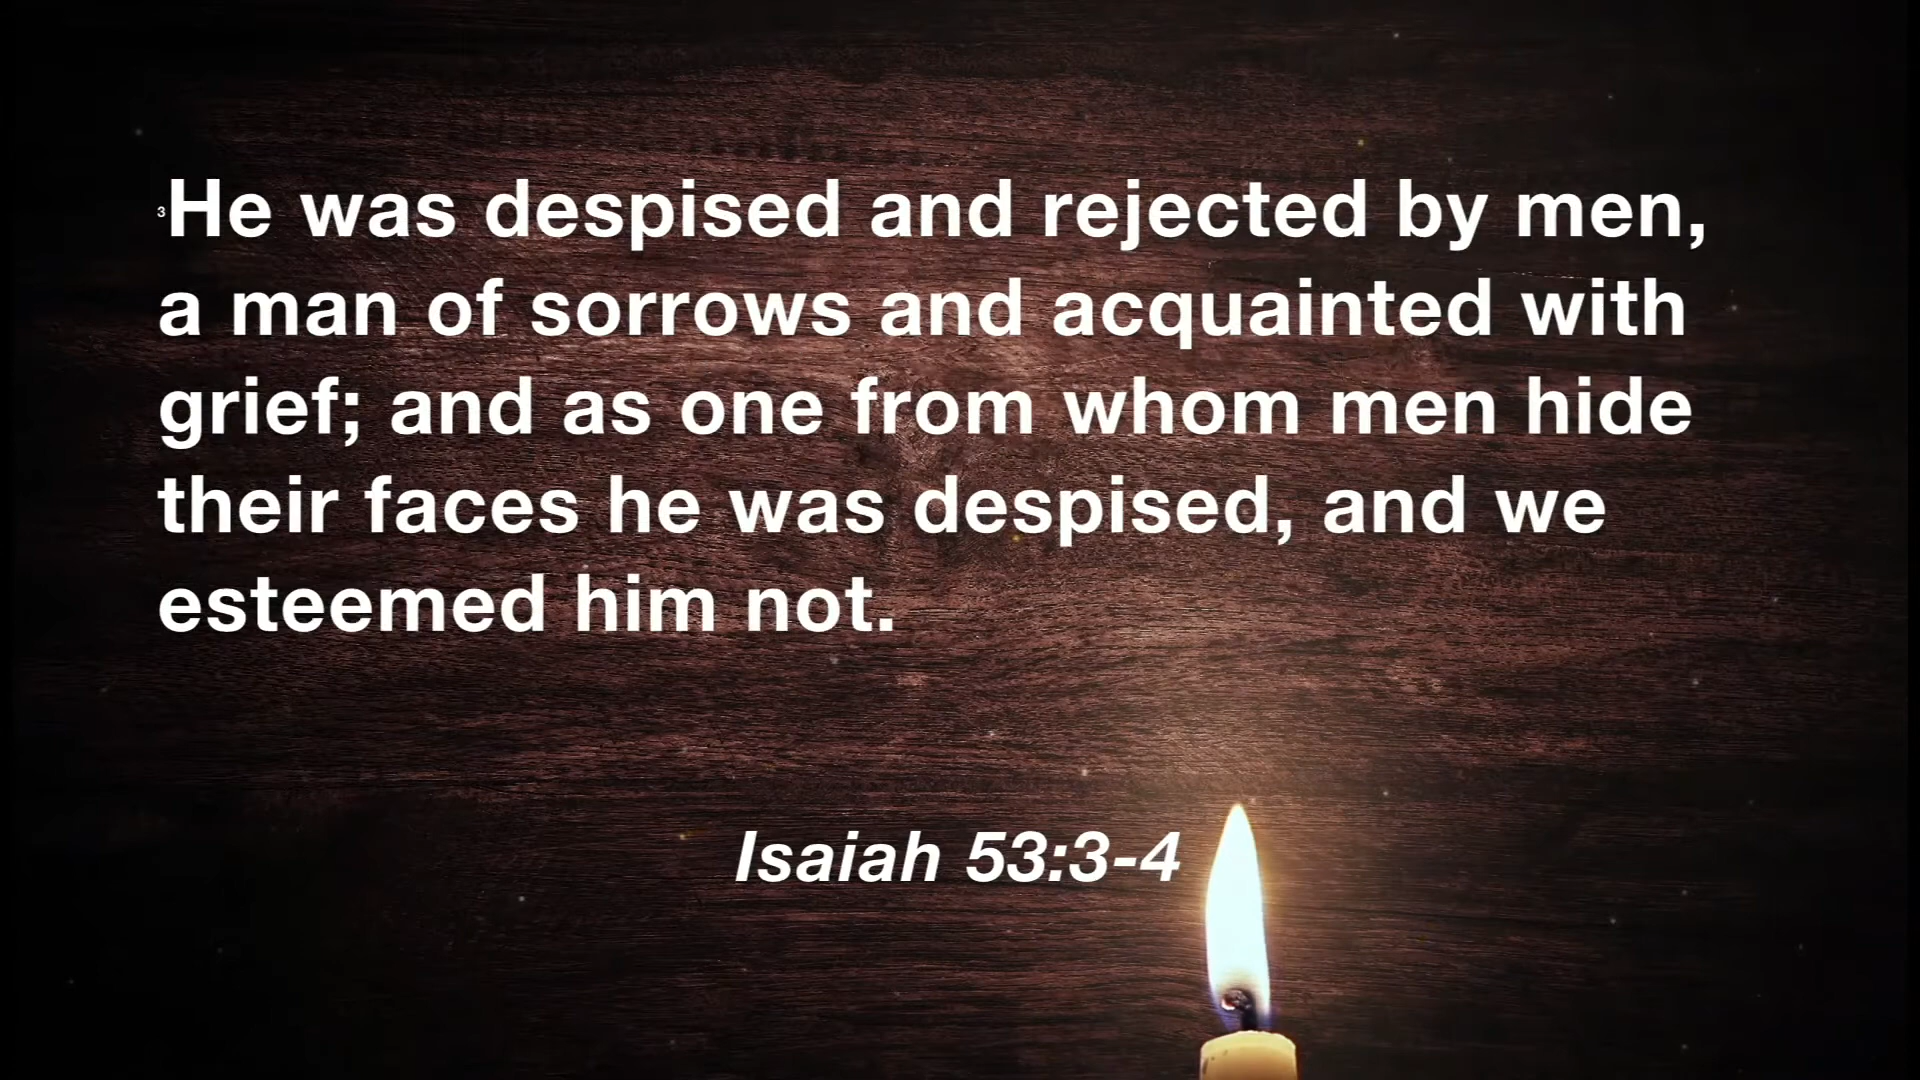 ³He was despised and rejected by men,
a man of sorrows and acquainted with
grief; and as one from whom men hide
their faces he was despised, and we
esteemed him not.
Isaiah 53:3-4